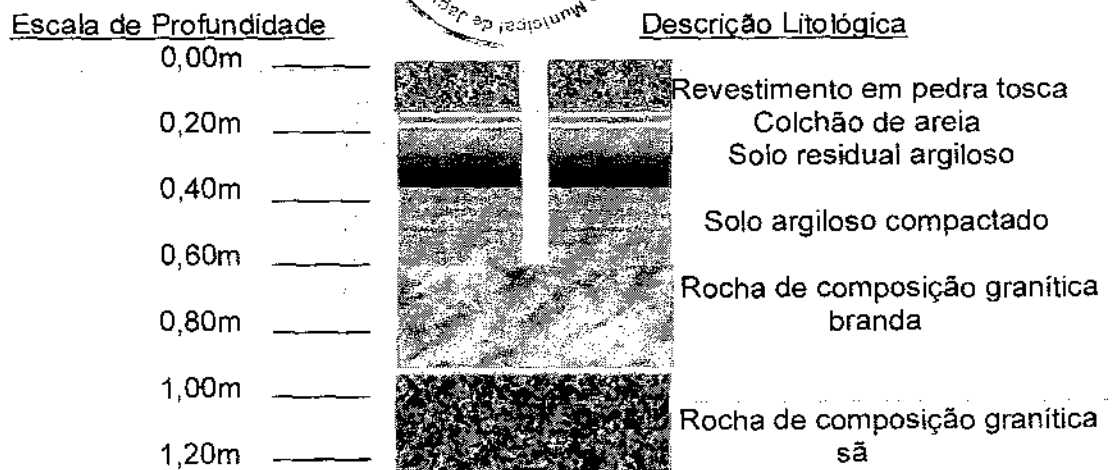 Municipal de
Escala de Profundidade
Descrição Litológica
0,00m
Revestimento em pedra tosca
0,20m
Colchão de areia
Solo residual argiloso
0,40m
Solo argiloso compactado
0,60m
Rocha de composição granítica
branda
0,80m
1,00m
Rocha de composição granítica
sã
1,20m